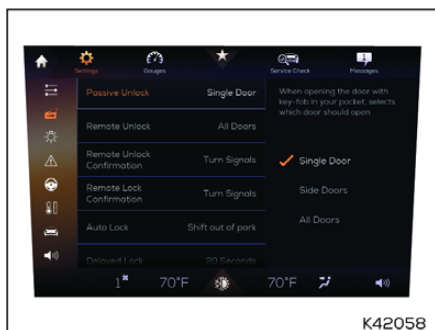 Settings
Gauges
Service Check
Messages
Passive Unlock
Single Door
Remote Unlock
All Doors
Remote Unlock
Confirmation
Turn Signals
Remote Lock
Confirmation
Turn Signals
Auto Lock
Shift out of park
Delayed Lock
20 Seconds
When opening the door with
key-fob in your pocket, selects
which door should open
Single Door
Side Doors
All Doors
1
70°F
70°F
K42058